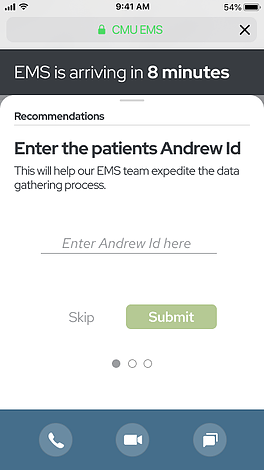 9:41 AM
54%
CMU EMS
EMS is arriving in 8 minutes
Recommendations
Enter the patients Andrew Id
This will help our EMS team expedite the data
gathering process.
Enter Andrew Id here
Skip
Submit